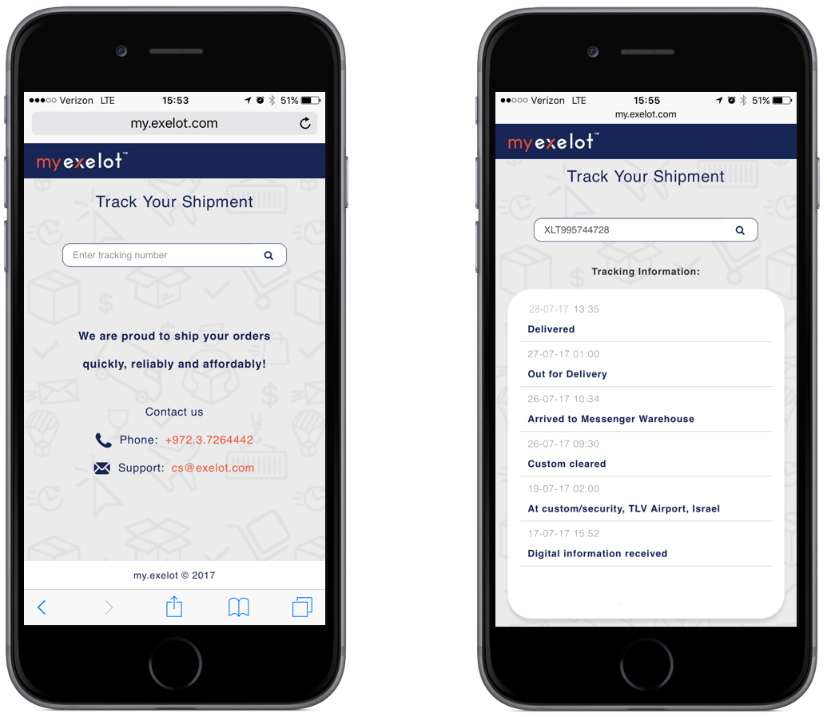 Verizon LTE 15:53 51%
my.exelot.com
myexelot™
Track Your Shipment
Enter tracking number
We are proud to ship your orders
quickly, reliably and affordably!
Contact us
Phone: +972.3.7264442
Support: cs@exelot.com
my.exelot © 2017
Verizon LTE 15:55 51%
my.exelot.com
myexelot™
Track Your Shipment
XLT995744728
Tracking Information:
28-07-17 13:35
Delivered
27-07-17 01:00
Out for Delivery
26-07-17 10:34
Arrived to Messenger Warehouse
26-07-17 09:30
Custom cleared
19-07-17 02:00
At custom/security, TLV Airport, Israel
17-07-17 15:52
Digital information received